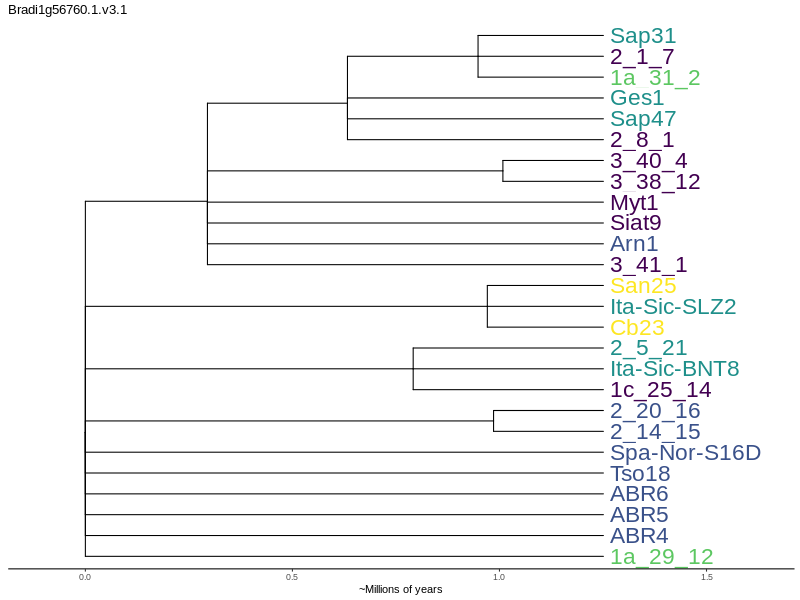 Bradi1g56760.1.v3.1
Sap31
2_1_7
1a_31_2
Ges1
Sap47
2_8_1
3_40_4
3_38_12
Myt1
Siat9
Arn1
3_41_1
San25
Ita-Sic-SLZ2
Cb23
2_5_21
Ita-Sic-BNT8
1c_25_14
2_20_16
2_14_15
Spa-Nor-S16D
Tso18
ABR6
ABR5
ABR4
1a_29_12
0.0 0.5 1.0 1.5
~Millions of years